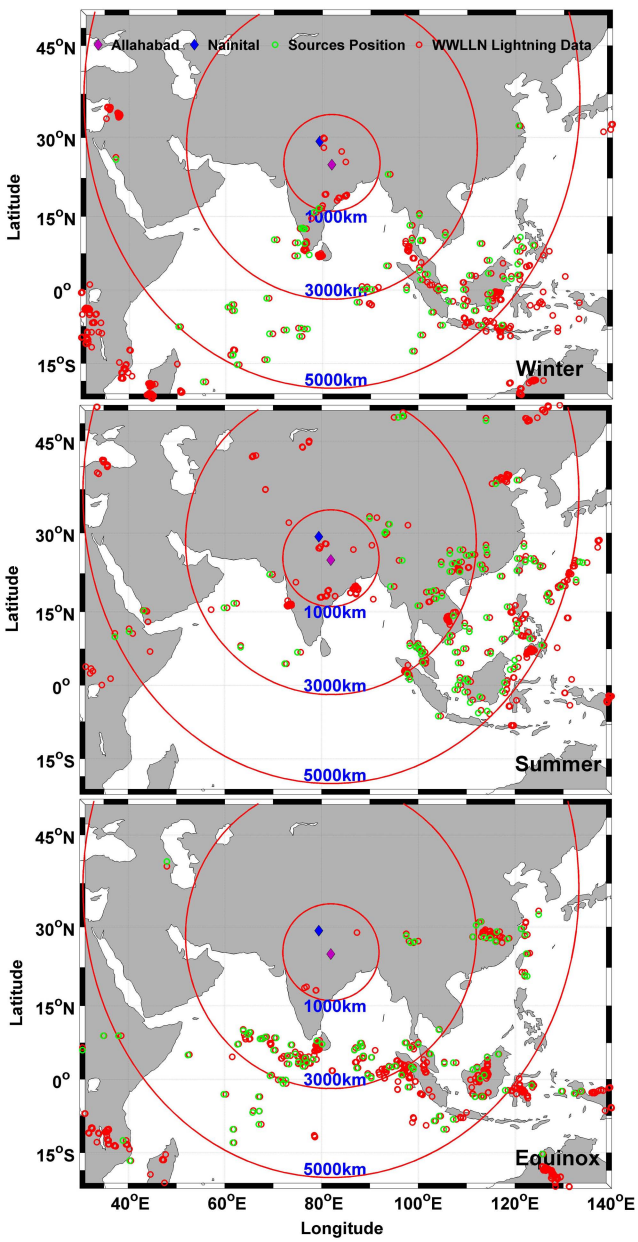 45°N
Allahabad Nainital Sources Position WWLLN Lightning Data
30°N
Latitude
15°N
1000km
0°
3000km
15°S
5000km
Winter
45°N
30°N
Latitude
15°N
1000km
0°
3000km
15°S
5000km
Summer
45°N
30°N
Latitude
15°N
1000km
0°
3000km
15°S
5000km
Equinox
40°E 60°E 80°E 100°E 120°E 140°E
Longitude